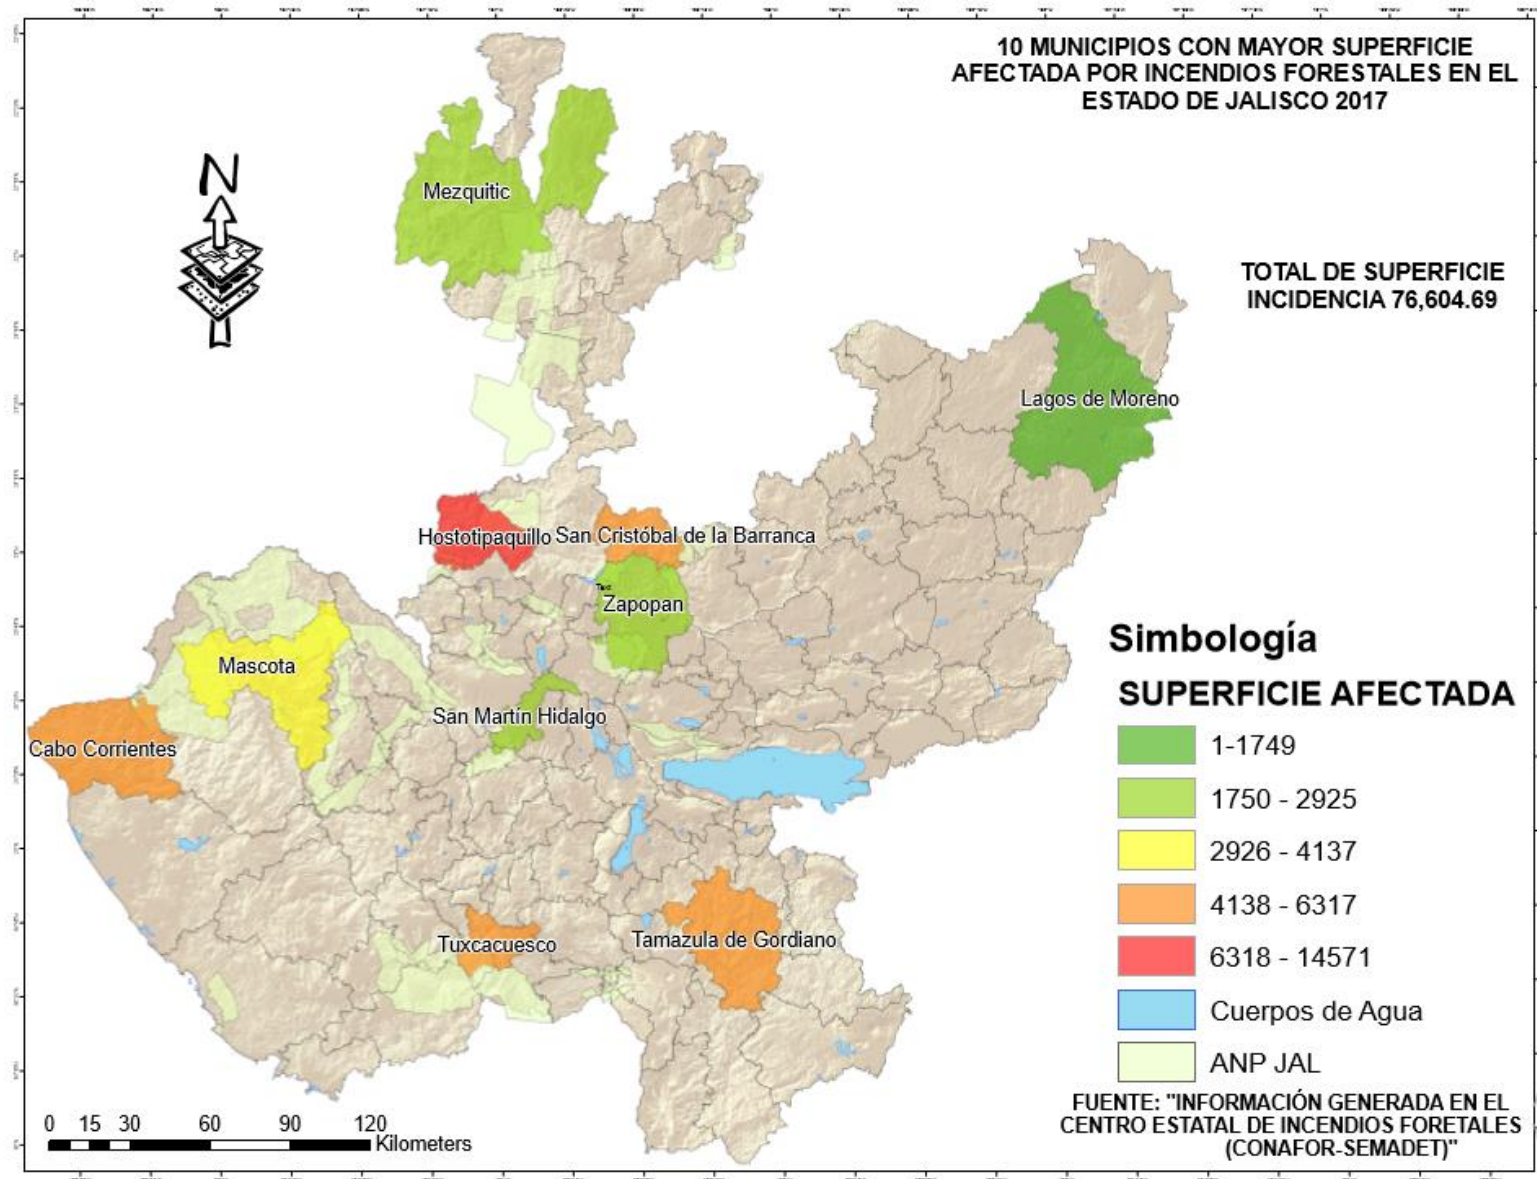 10 MUNICIPIOS CON MAYOR SUPERFICIE
AFECTADA POR INCENDIOS FORESTALES EN EL
ESTADO DE JALISCO 2017
N
Mezquitic
TOTAL DE SUPERFICIE
INCIDENCIA 76,604.69
Lagos de Moreno
Hostotipaquillo
San Cristóbal de la Barranca
Text
Zapopan
Mascota
San Martín Hidalgo
Cabo Corrientes
Tuxcacuesco
Tamazula de Gordiano
Simbología
SUPERFICIE AFECTADA
1-1749
1750 - 2925
2926 - 4137
4138 - 6317
6318 - 14571
Cuerpos de Agua
ANP JAL
0 15 30 60 90 120
Kilometers
FUENTE: "INFORMACIÓN GENERADA EN EL
CENTRO ESTATAL DE INCENDIOS FORETALES
(CONAFOR-SEMADET)"